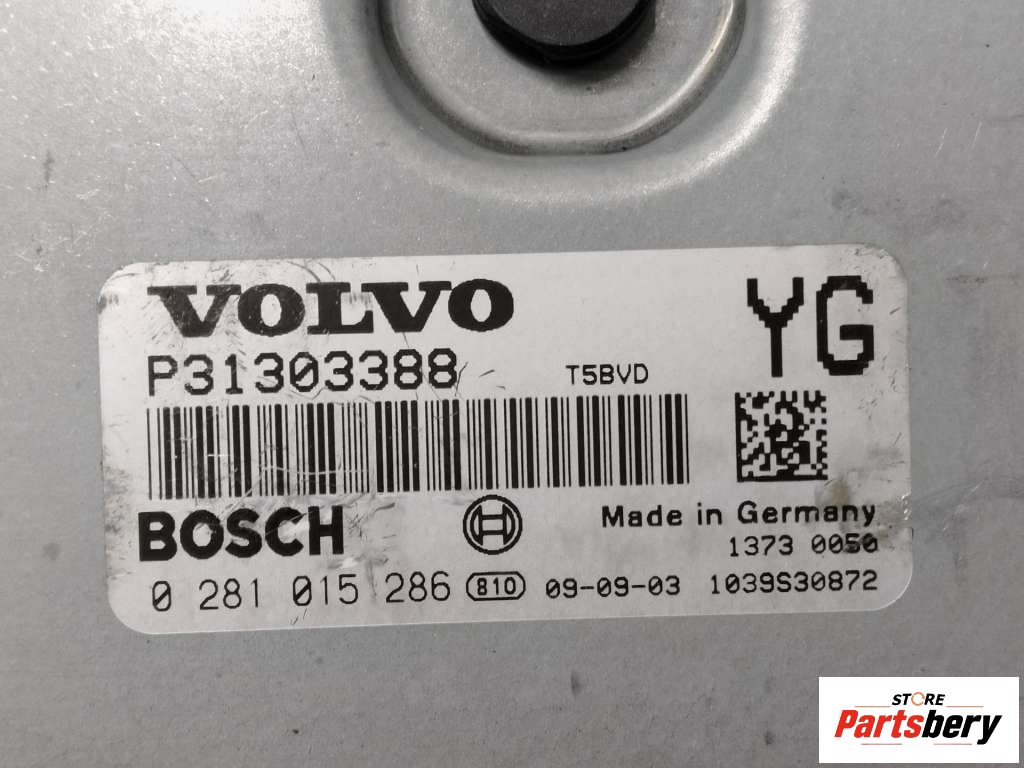 VOLVO
YG
P31303388 T5BVD
BOSCH Made in Germany
1373 0050
0 281 015 286 810 09-09-03 1039S30872
STORE
Partsbery